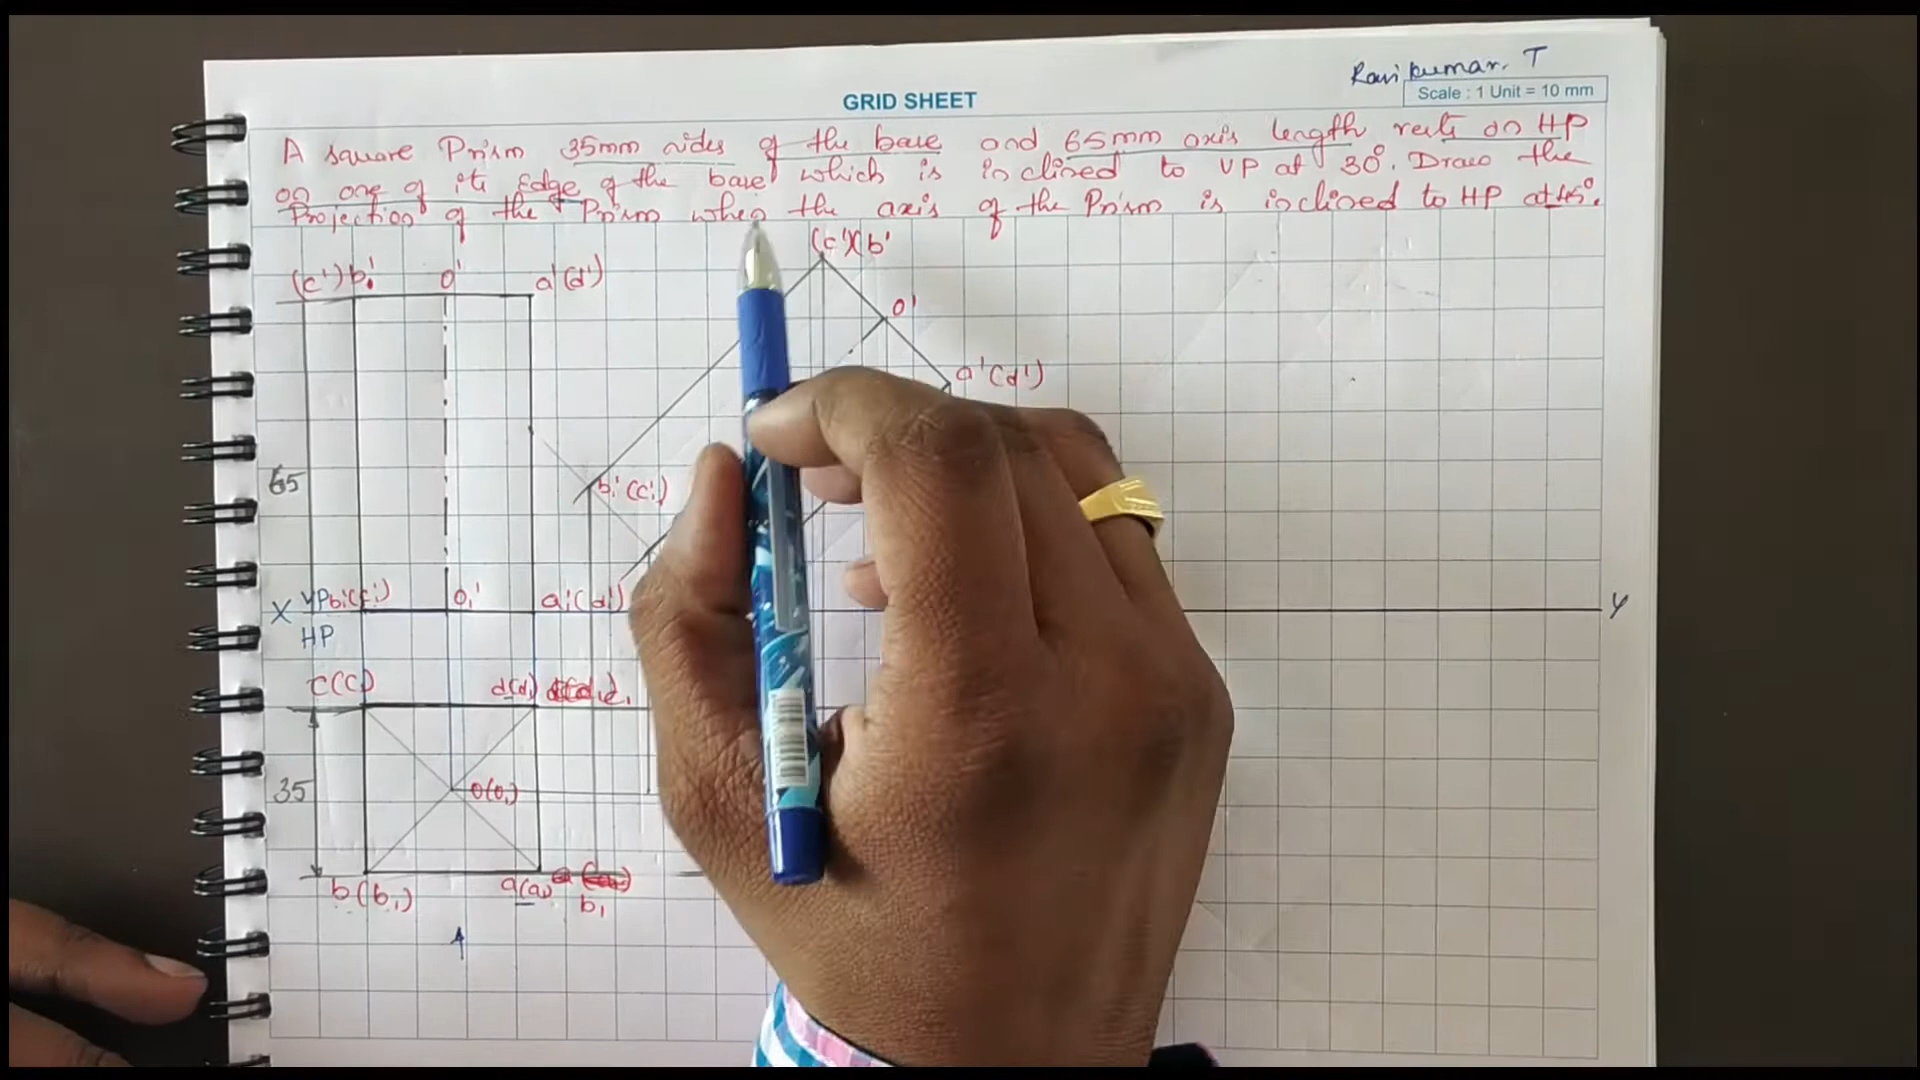 Ravikumar. T
GRID SHEET
Scale : 1 Unit = 10 mm
A square Prism 35mm sides of the base and 65mm axis length rests on HP
on one of its Edge of the base which is inclined to VP at 30°. Draw the
Projection of the Prism when the axis of the Prism is inclined to HP at 45°.
(c')(b'
(c')b' o' a'(d')
o'
a'(d')
65
b₁'(c₁')
X VP b₁'(c₁') o₁' a₁'(d₁') Y
HP
c(c₁) d(d₁) d₁
35 o(o₁)
b(b₁) a(a₁)
b₁